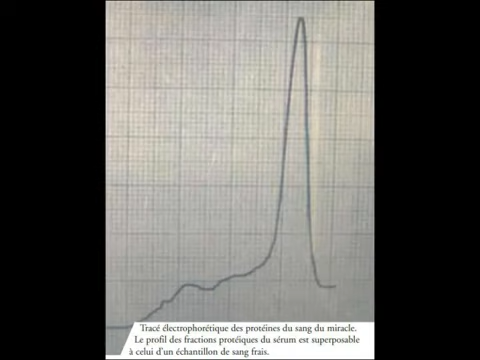 Tracé électrophorétique des protéines du sang du miracle.
Le profil des fractions protéiques du sérum est superposable
à celui d'un échantillon de sang frais.